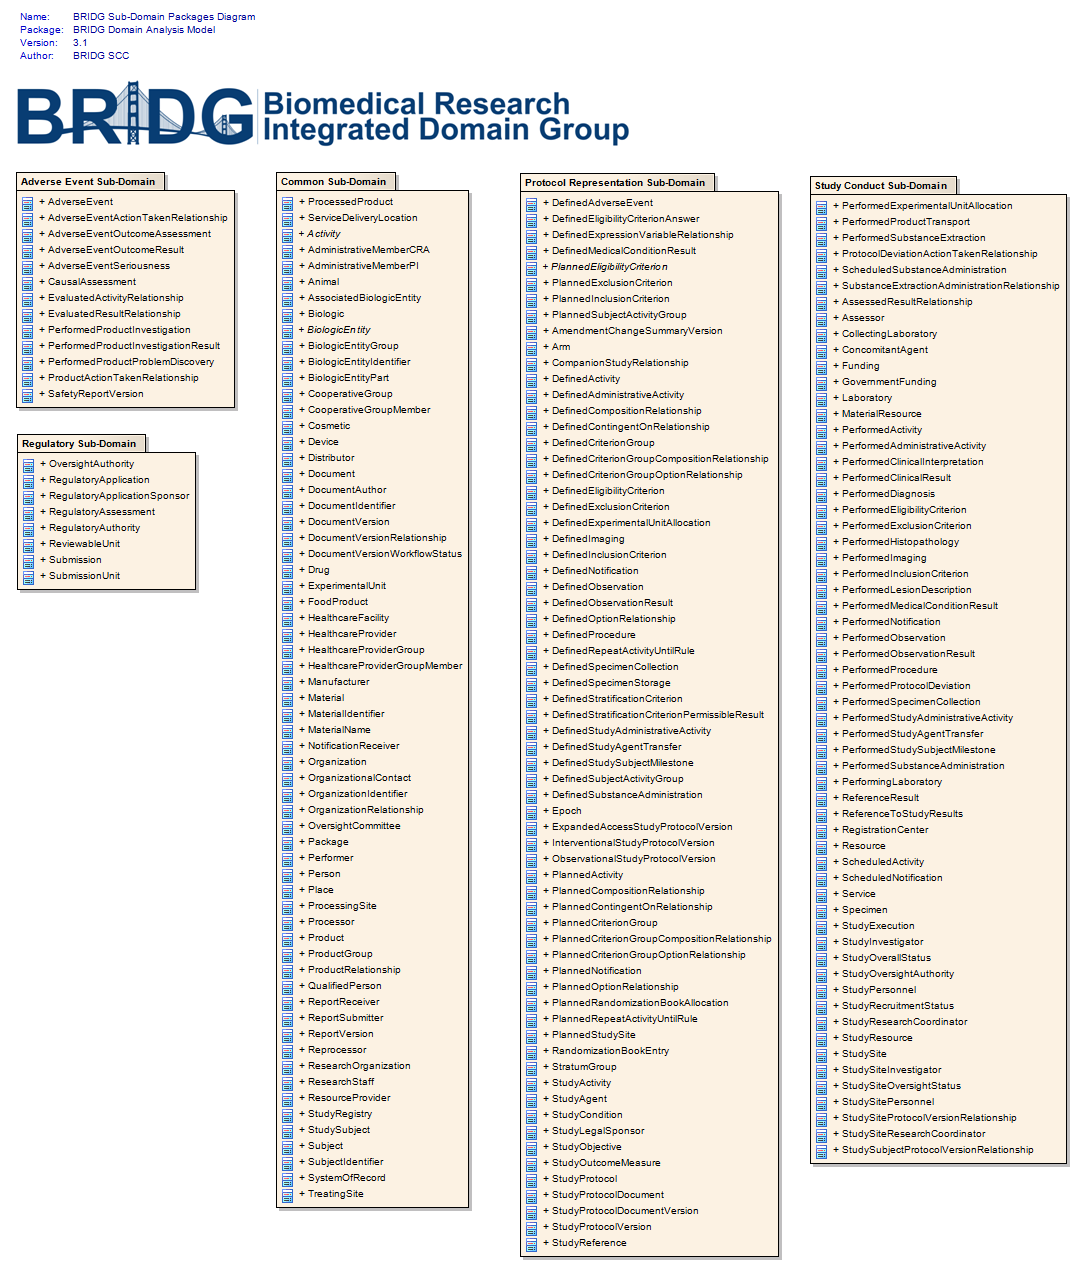 Name: BRIDG Sub-Domain Packages Diagram
Package: BRIDG Domain Analysis Model
Version: 3.1
Author: BRIDG SCC
BRIDG Biomedical Research
Integrated Domain Group
Adverse Event Sub-Domain
+ AdverseEvent
+ AdverseEventActionTakenRelationship
+ AdverseEventOutcomeAssessment
+ AdverseEventOutcomeResult
+ AdverseEventSeriousness
+ CausalAssessment
+ EvaluatedActivityRelationship
+ EvaluatedResultRelationship
+ PerformedProductInvestigation
+ PerformedProductInvestigationResult
+ PerformedProductProblemDiscovery
+ ProductActionTakenRelationship
+ SafetyReportVersion
Regulatory Sub-Domain
+ OversightAuthority
+ RegulatoryApplication
+ RegulatoryApplicationSponsor
+ RegulatoryAssessment
+ RegulatoryAuthority
+ ReviewableUnit
+ Submission
+ SubmissionUnit
Common Sub-Domain
+ ProcessedProduct
+ ServiceDeliveryLocation
+ Activity
+ AdministrativeMemberCRA
+ AdministrativeMemberPI
+ Animal
+ AssociatedBiologicEntity
+ Biologic
+ BiologicEntity
+ BiologicEntityGroup
+ BiologicEntityIdentifier
+ BiologicEntityPart
+ CooperativeGroup
+ CooperativeGroupMember
+ Cosmetic
+ Device
+ Distributor
+ Document
+ DocumentAuthor
+ DocumentIdentifier
+ DocumentVersion
+ DocumentVersionRelationship
+ DocumentVersionWorkflowStatus
+ Drug
+ ExperimentalUnit
+ FoodProduct
+ HealthcareFacility
+ HealthcareProvider
+ HealthcareProviderGroup
+ HealthcareProviderGroupMember
+ Manufacturer
+ Material
+ MaterialIdentifier
+ MaterialName
+ NotificationReceiver
+ Organization
+ OrganizationalContact
+ OrganizationIdentifier
+ OrganizationRelationship
+ OversightCommittee
+ Package
+ Performer
+ Person
+ Place
+ ProcessingSite
+ Processor
+ Product
+ ProductGroup
+ ProductRelationship
+ QualifiedPerson
+ ReportReceiver
+ ReportSubmitter
+ ReportVersion
+ Reprocessor
+ ResearchOrganization
+ ResearchStaff
+ ResourceProvider
+ StudyRegistry
+ StudySubject
+ Subject
+ SubjectIdentifier
+ SystemOfRecord
+ TreatingSite
Protocol Representation Sub-Domain
+ DefinedAdverseEvent
+ DefinedEligibilityCriterionAnswer
+ DefinedExpressionVariableRelationship
+ DefinedMedicalConditionResult
+ PlannedEligibilityCriterion
+ PlannedExclusionCriterion
+ PlannedInclusionCriterion
+ PlannedSubjectActivityGroup
+ AmendmentChangeSummaryVersion
+ Arm
+ CompanionStudyRelationship
+ DefinedActivity
+ DefinedAdministrativeActivity
+ DefinedCompositionRelationship
+ DefinedContingentOnRelationship
+ DefinedCriterionGroup
+ DefinedCriterionGroupCompositionRelationship
+ DefinedCriterionGroupOptionRelationship
+ DefinedEligibilityCriterion
+ DefinedExclusionCriterion
+ DefinedExperimentalUnitAllocation
+ DefinedImaging
+ DefinedInclusionCriterion
+ DefinedNotification
+ DefinedObservation
+ DefinedObservationResult
+ DefinedOptionRelationship
+ DefinedProcedure
+ DefinedRepeatActivityUntilRule
+ DefinedSpecimenCollection
+ DefinedSpecimenStorage
+ DefinedStratificationCriterion
+ DefinedStratificationCriterionPermissibleResult
+ DefinedStudyAdministrativeActivity
+ DefinedStudyAgentTransfer
+ DefinedStudySubjectMilestone
+ DefinedSubjectActivityGroup
+ DefinedSubstanceAdministration
+ Epoch
+ ExpandedAccessStudyProtocolVersion
+ InterventionalStudyProtocolVersion
+ ObservationalStudyProtocolVersion
+ PlannedActivity
+ PlannedCompositionRelationship
+ PlannedContingentOnRelationship
+ PlannedCriterionGroup
+ PlannedCriterionGroupCompositionRelationship
+ PlannedCriterionGroupOptionRelationship
+ PlannedNotification
+ PlannedOptionRelationship
+ PlannedRandomizationBookAllocation
+ PlannedRepeatActivityUntilRule
+ PlannedStudySite
+ RandomizationBookEntry
+ StratumGroup
+ StudyActivity
+ StudyAgent
+ StudyCondition
+ StudyLegalSponsor
+ StudyObjective
+ StudyOutcomeMeasure
+ StudyProtocol
+ StudyProtocolDocument
+ StudyProtocolDocumentVersion
+ StudyProtocolVersion
+ StudyReference
Study Conduct Sub-Domain
+ PerformedExperimentalUnitAllocation
+ PerformedProductTransport
+ PerformedSubstanceExtraction
+ ProtocolDeviationActionTakenRelationship
+ ScheduledSubstanceAdministration
+ SubstanceExtractionAdministrationRelationship
+ AssessedResultRelationship
+ Assessor
+ CollectingLaboratory
+ ConcomitantAgent
+ Funding
+ GovernmentFunding
+ Laboratory
+ MaterialResource
+ PerformedActivity
+ PerformedAdministrativeActivity
+ PerformedClinicalInterpretation
+ PerformedClinicalResult
+ PerformedDiagnosis
+ PerformedEligibilityCriterion
+ PerformedExclusionCriterion
+ PerformedHistopathology
+ PerformedImaging
+ PerformedInclusionCriterion
+ PerformedLesionDescription
+ PerformedMedicalConditionResult
+ PerformedNotification
+ PerformedObservation
+ PerformedObservationResult
+ PerformedProcedure
+ PerformedProtocolDeviation
+ PerformedSpecimenCollection
+ PerformedStudyAdministrativeActivity
+ PerformedStudyAgentTransfer
+ PerformedStudySubjectMilestone
+ PerformedSubstanceAdministration
+ PerformingLaboratory
+ ReferenceResult
+ ReferenceToStudyResults
+ RegistrationCenter
+ Resource
+ ScheduledActivity
+ ScheduledNotification
+ Service
+ Specimen
+ StudyExecution
+ StudyInvestigator
+ StudyOverallStatus
+ StudyOversightAuthority
+ StudyPersonnel
+ StudyRecruitmentStatus
+ StudyResearchCoordinator
+ StudyResource
+ StudySite
+ StudySiteInvestigator
+ StudySiteOversightStatus
+ StudySitePersonnel
+ StudySiteProtocolVersionRelationship
+ StudySiteResearchCoordinator
+ StudySubjectProtocolVersionRelationship